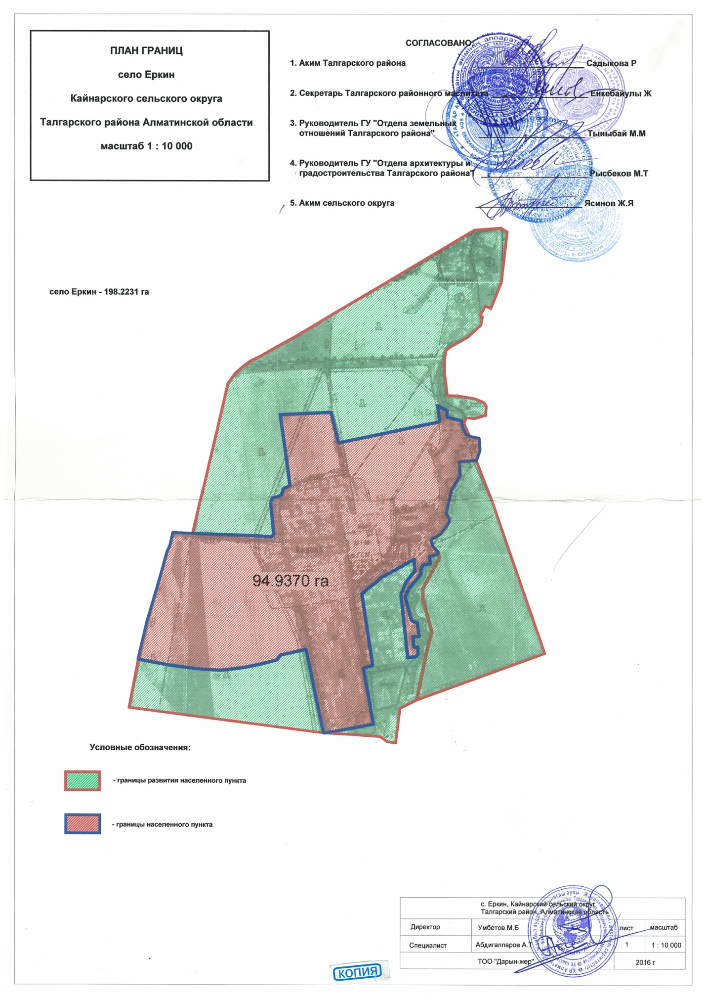 ПЛАН ГРАНИЦ
село Еркин
Кайнарского сельского округа
Талгарского района Алматинской области
масштаб 1 : 10 000
СОГЛАСОВАНО:
1. Аким Талгарского района Садыкова Р
2. Секретарь Талгарского районного маслихата Енкебайулы Ж
3. Руководитель ГУ "Отдела земельных
отношений Талгарского района" Тыныбай М.М
4. Руководитель ГУ "Отдела архитектуры и
градостроительства Талгарского района" Рысбеков М.Т
5. Аким сельского округа Ясинов Ж.Я
село Еркин - 198.2231 га
94.9370 га
Условные обозначения:
- границы развития населенного пункта
- границы населенного пункта
с. Еркин, Кайнарский сельский округ
Талгарский район, Алматинская область
Директор Умбетов М.Б лист масштаб
Специалист Абдигаппаров А.Т 1 1 : 10 000
ТОО "Дарын-жер" 2016 г
КОПИЯ